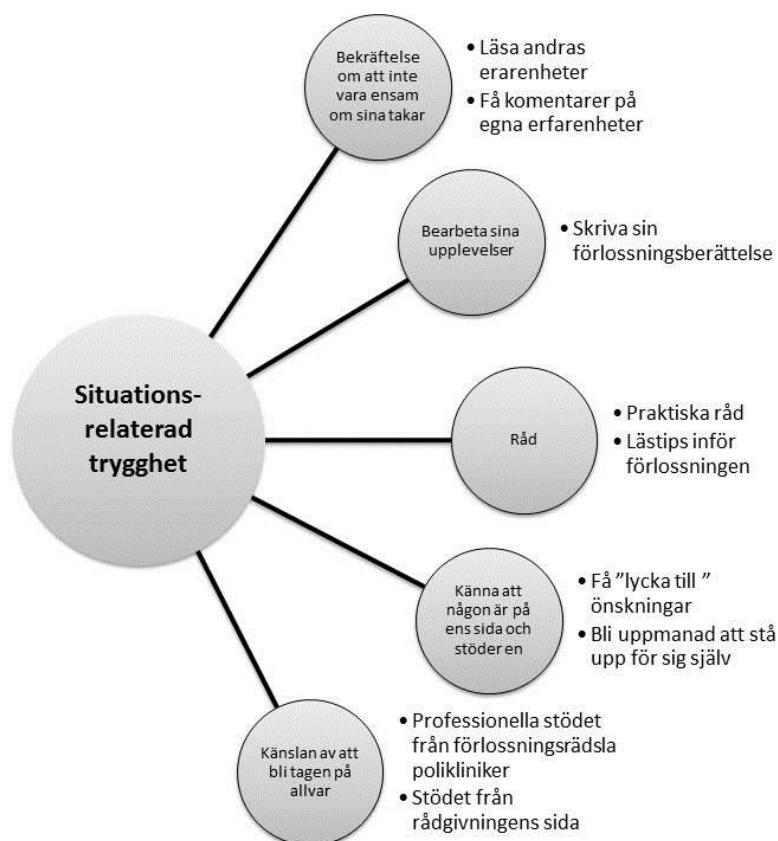 Situations-
relaterad
trygghet
Bekräftelse
om att inte
vara ensam
om sina takar
• Läsa andras
erarenheter
• Få komentarer på
egna erfarenheter
Bearbeta sina
upplevelser
• Skriva sin
förlossningsberättelse
Råd
• Praktiska råd
• Lästips inför
förlossningen
Känna att
någon är på
ens sida och
stöder en
• Få ”lycka till ”
önskningar
• Bli uppmanad att stå
upp för sig själv
Känslan av att
bli tagen på
allvar
• Professionella stödet
från förlossningsrädsla
polikliniker
• Stödet från
rådgivningens sida